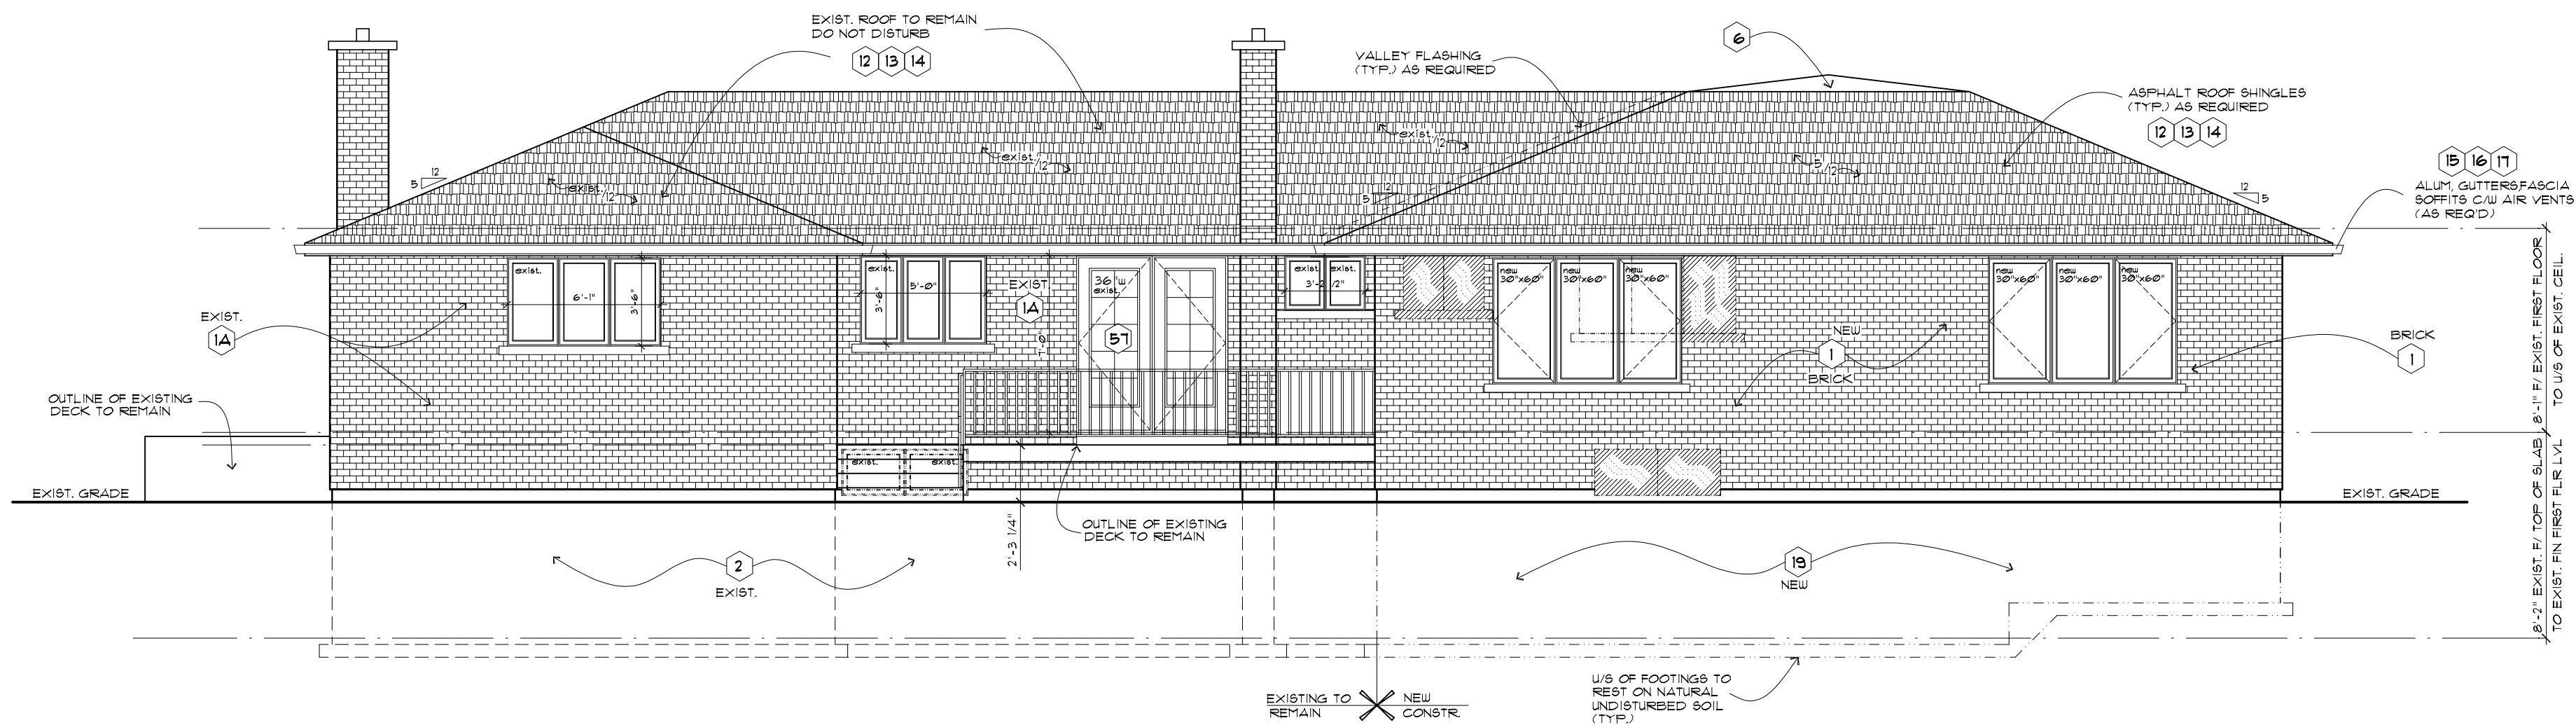 EXIST. ROOF TO REMAIN
DO NOT DISTURB
12 13 14
VALLEY FLASHING
(TYP.) AS REQUIRED
6
ASPHALT ROOF SHINGLES
(TYP.) AS REQUIRED
12 13 14
15 16 17
ALUM, GUTTERS,FASCIA
SOFFITS C/W AIR VENTS
(AS REQ'D)
12
5
exist./12
exist./12
exist./12
12
5
5/12
12
5
exist.
6'-1"
3'-6"
exist.
5'-0"
3'-6"
EXIST.
1A
7'-0"
36"W
exist.
57
exist. exist.
new
30"x60"
new
30"x60"
new
30"x60"
new
30"x60"
new
30"x60"
new
30"x60"
EXIST.
1A
NEW
1
BRICK
BRICK
1
OUTLINE OF EXISTING
DECK TO REMAIN
exist. exist.
EXIST. GRADE
EXIST. GRADE
2'-3 1/4"
OUTLINE OF EXISTING
DECK TO REMAIN
2
EXIST.
19
NEW
8'-1" F/ EXIST. FIRST FLOOR
TO U/S OF EXIST. CEIL.
8'-2" EXIST. F/ TOP OF SLAB
TO EXIST. FIN FIRST FLR LVL
U/S OF FOOTINGS TO
REST ON NATURAL
UNDISTURBED SOIL
(TYP.)
EXISTING TO
REMAIN
NEW
CONSTR.